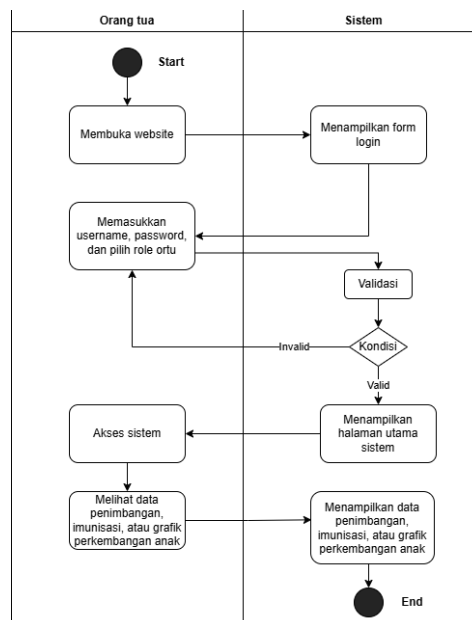 Orang tua
Sistem
Start
Membuka website
Menampilkan form
login
Memasukkan
username, password,
dan pilih role ortu
Validasi
Kondisi
Invalid
Valid
Menampilkan
halaman utama
sistem
Akses sistem
Melihat data
penimbangan,
imunisasi, atau grafik
perkembangan anak
Menampilkan data
penimbangan,
imunisasi, atau grafik
perkembangan anak
End